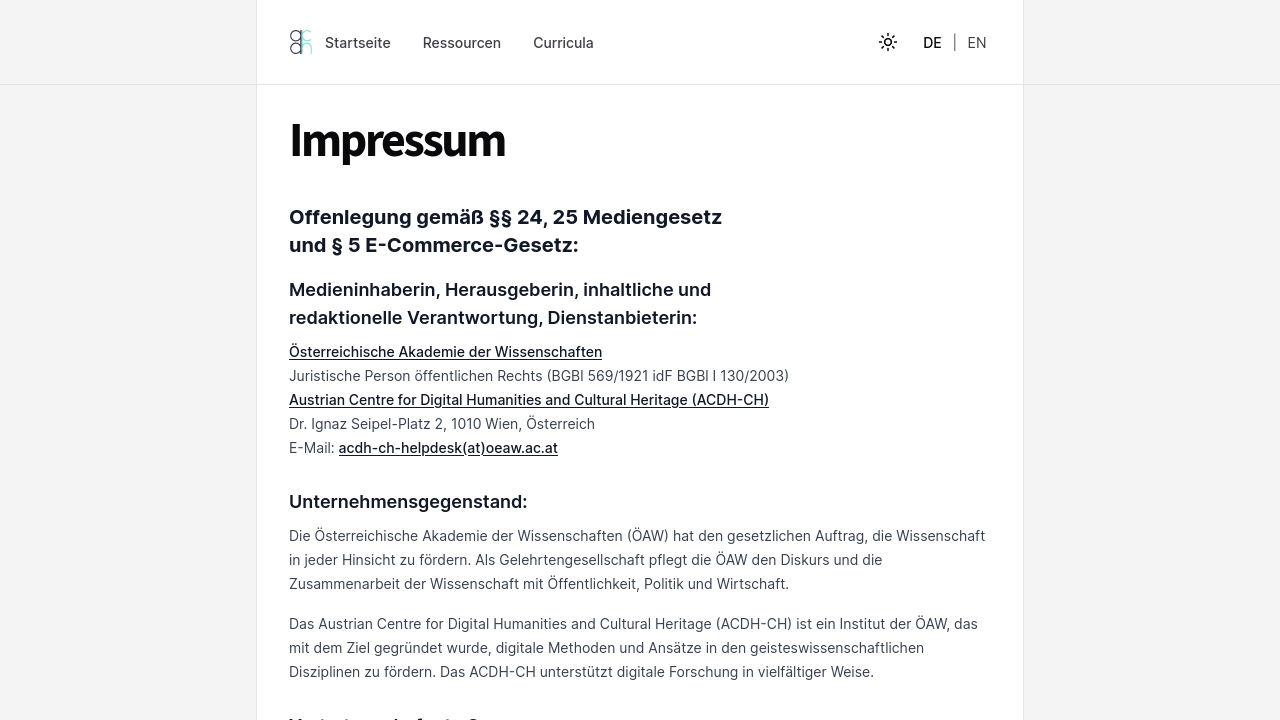 Startseite
Ressourcen
Curricula
DE | EN
Impressum
Offenlegung gemäß §§ 24, 25 Mediengesetz
und § 5 E-Commerce-Gesetz:
Medieninhaberin, Herausgeberin, inhaltliche und
redaktionelle Verantwortung, Dienstanbieterin:
Österreichische Akademie der Wissenschaften
Juristische Person öffentlichen Rechts (BGBl 569/1921 idF BGBl I 130/2003)
Austrian Centre for Digital Humanities and Cultural Heritage (ACDH-CH)
Dr. Ignaz Seipel-Platz 2, 1010 Wien, Österreich
E-Mail: acdh-ch-helpdesk(at)oeaw.ac.at
Unternehmensgegenstand:
Die Österreichische Akademie der Wissenschaften (ÖAW) hat den gesetzlichen Auftrag, die Wissenschaft
in jeder Hinsicht zu fördern. Als Gelehrtengesellschaft pflegt die ÖAW den Diskurs und die
Zusammenarbeit der Wissenschaft mit Öffentlichkeit, Politik und Wirtschaft.
Das Austrian Centre for Digital Humanities and Cultural Heritage (ACDH-CH) ist ein Institut der ÖAW, das
mit dem Ziel gegründet wurde, digitale Methoden und Ansätze in den geisteswissenschaftlichen
Disziplinen zu fördern. Das ACDH-CH unterstützt digitale Forschung in vielfältiger Weise.